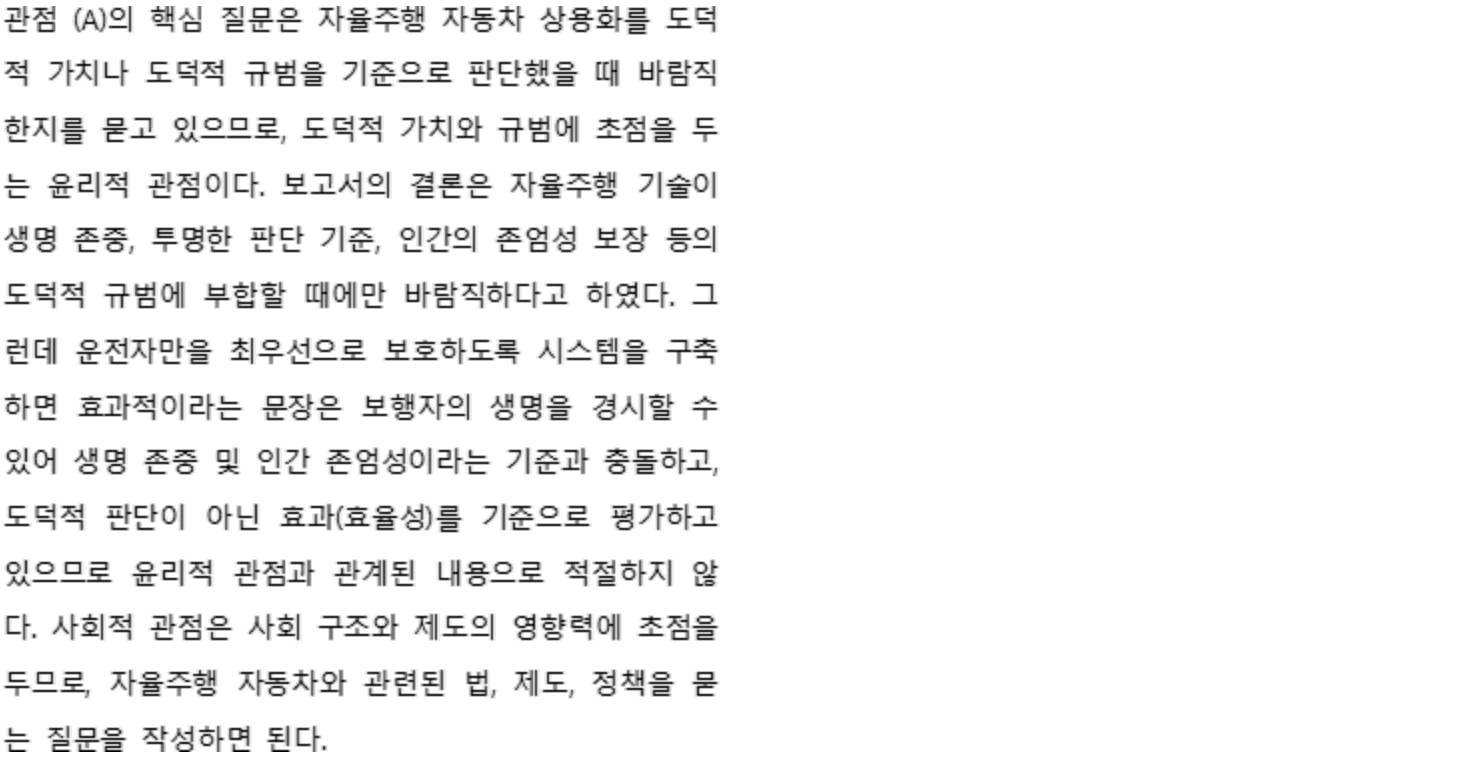 관점 (A)의 핵심 질문은 자율주행 자동차 상용화를 도덕
적 가치나 도덕적 규범을 기준으로 판단했을 때 바람직
한지를 묻고 있으므로, 도덕적 가치와 규범에 초점을 두
는 윤리적 관점이다. 보고서의 결론은 자율주행 기술이
생명 존중, 투명한 판단 기준, 인간의 존엄성 보장 등의
도덕적 규범에 부합할 때에만 바람직하다고 하였다. 그
런데 운전자만을 최우선으로 보호하도록 시스템을 구축
하면 효과적이라는 문장은 보행자의 생명을 경시할 수
있어 생명 존중 및 인간 존엄성이라는 기준과 충돌하고,
도덕적 판단이 아닌 효과(효율성)를 기준으로 평가하고
있으므로 윤리적 관점과 관계된 내용으로 적절하지 않
다. 사회적 관점은 사회 구조와 제도의 영향력에 초점을
두므로, 자율주행 자동차와 관련된 법, 제도, 정책을 묻
는 질문을 작성하면 된다.